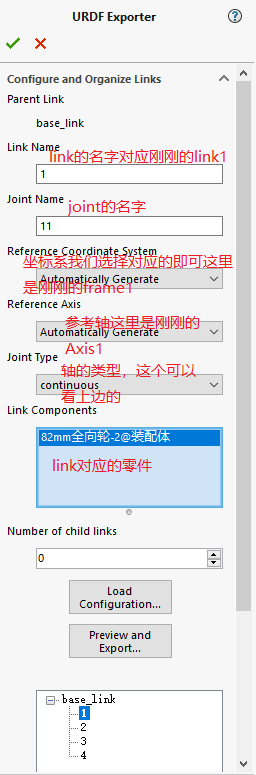 URDF Exporter
Configure and Organize Links
Parent Link
base_link
Link Name
link的名字对应刚刚的link1
1
Joint Name
joint的名字
11
Reference Coordinate System
坐标系我们选择对应的即可这里
是刚刚的frame1
Automatically Generate
Reference Axis
参考轴这里是刚刚的
Axis1
Automatically Generate
Joint Type
轴的类型，这个可以
看上边的
continuous
Link Components
82mm全向轮-2@装配体
link对应的零件
Number of child links
0
Load
Configuration...
Preview and
Export...
base_link
1
2
3
4